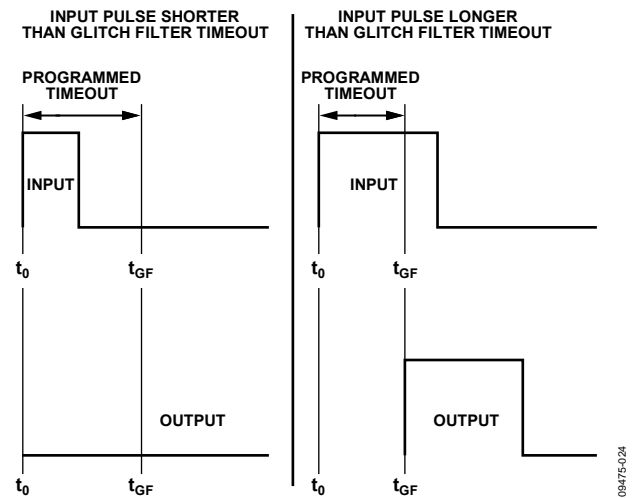 INPUT PULSE SHORTER
THAN GLITCH FILTER TIMEOUT
INPUT PULSE LONGER
THAN GLITCH FILTER TIMEOUT
PROGRAMMED
TIMEOUT
PROGRAMMED
TIMEOUT
INPUT
INPUT
t0
tGF
t0
tGF
OUTPUT
OUTPUT
t0
tGF
t0
tGF
09475-024